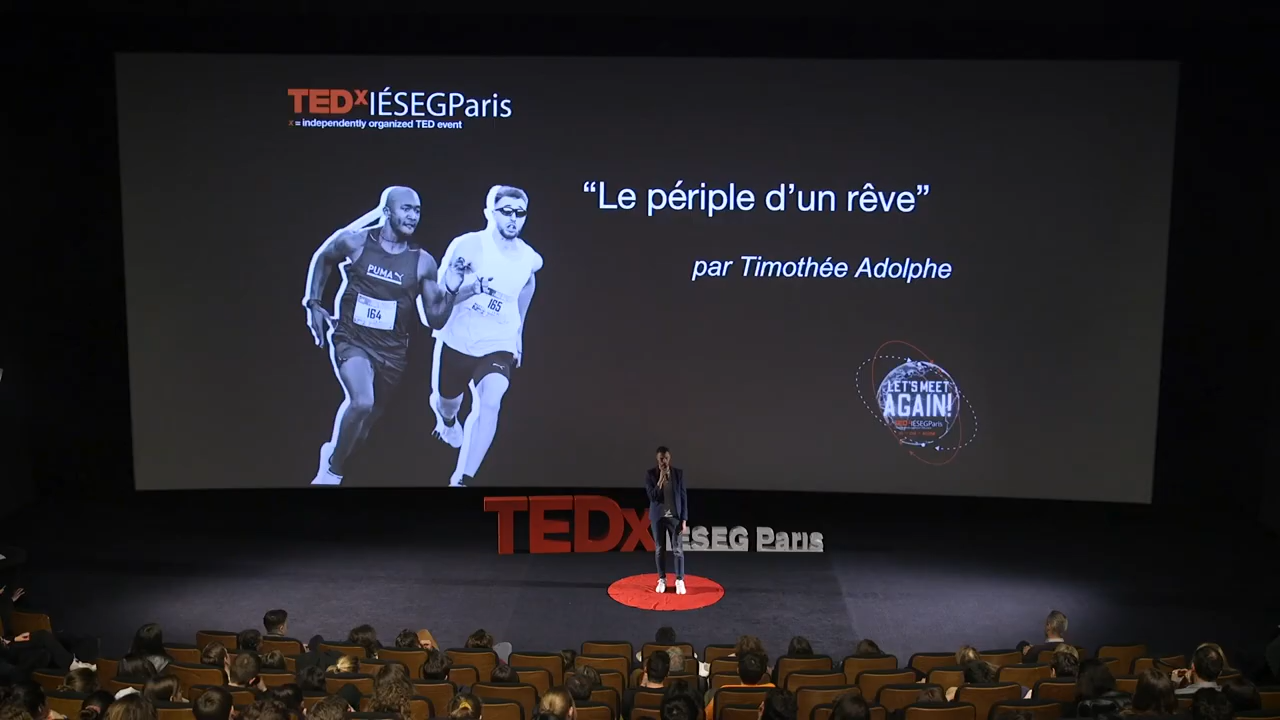 TEDxIÉSEGParis
x = independently organized TED event
“Le périple d’un rêve”
par Timothée Adolphe
PUMA
164
165
LET'S MEET
AGAIN!
TEDxIÉSEGParis
TEDx IÉSEG Paris